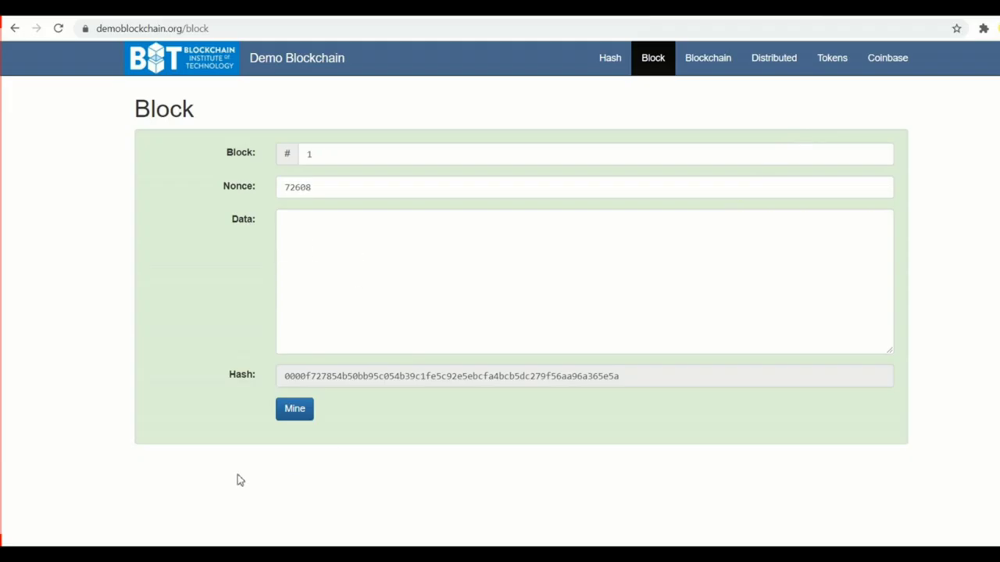 demoblockchain.org/block
BLOCKCHAIN
INSTITUTE OF
TECHNOLOGY
BIT
Demo Blockchain
Hash
Block
Blockchain
Distributed
Tokens
Coinbase
Block
Block:
# 1
Nonce:
72608
Data:
Hash:
0000f727854b50bb95c054b39c1fe5c92e5ebcfa4bcb5dc279f56aa96a365e5a
Mine